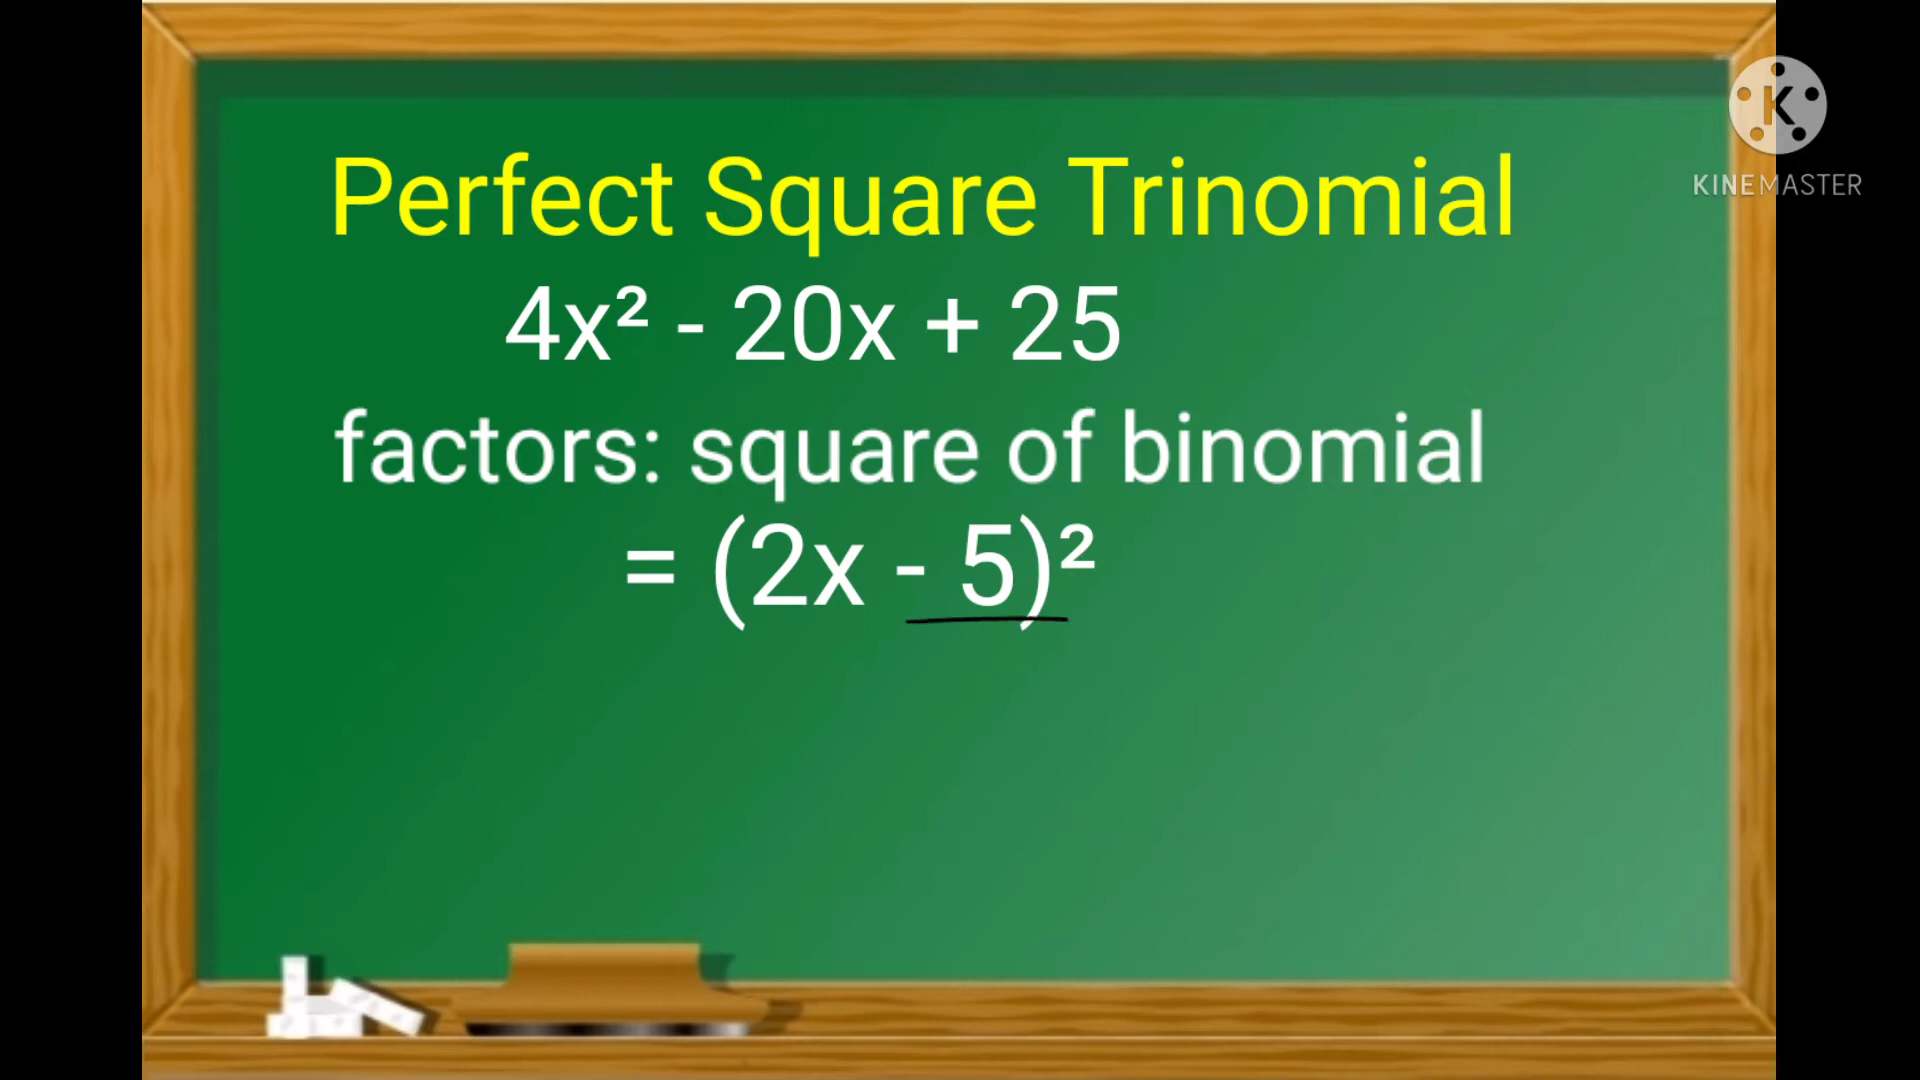 Perfect Square Trinomial
4x² - 20x + 25
factors: square of binomial
= (2x - 5)²
K
KINEMASTER